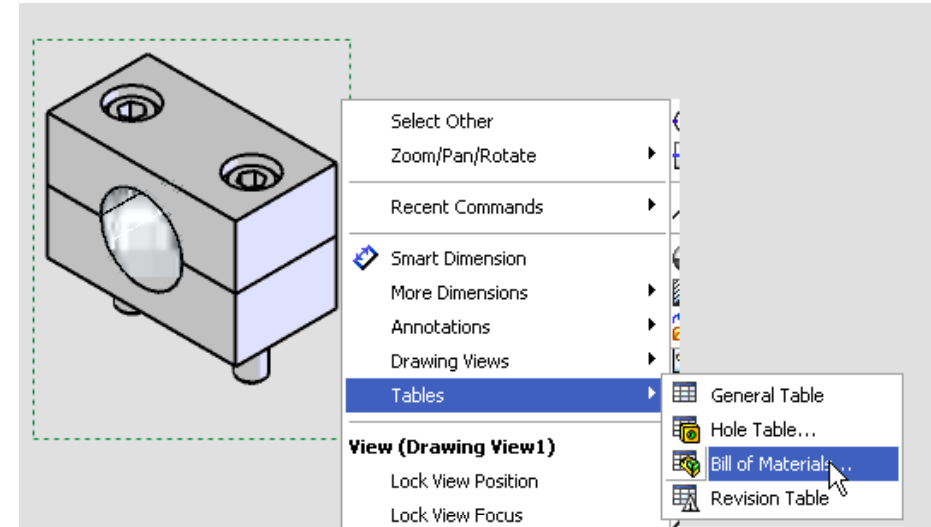 Select Other
Zoom/Pan/Rotate
Recent Commands
Smart Dimension
More Dimensions
Annotations
Drawing Views
Tables
View (Drawing View1)
Lock View Position
Lock View Focus
General Table
Hole Table...
Bill of Materials...
Revision Table